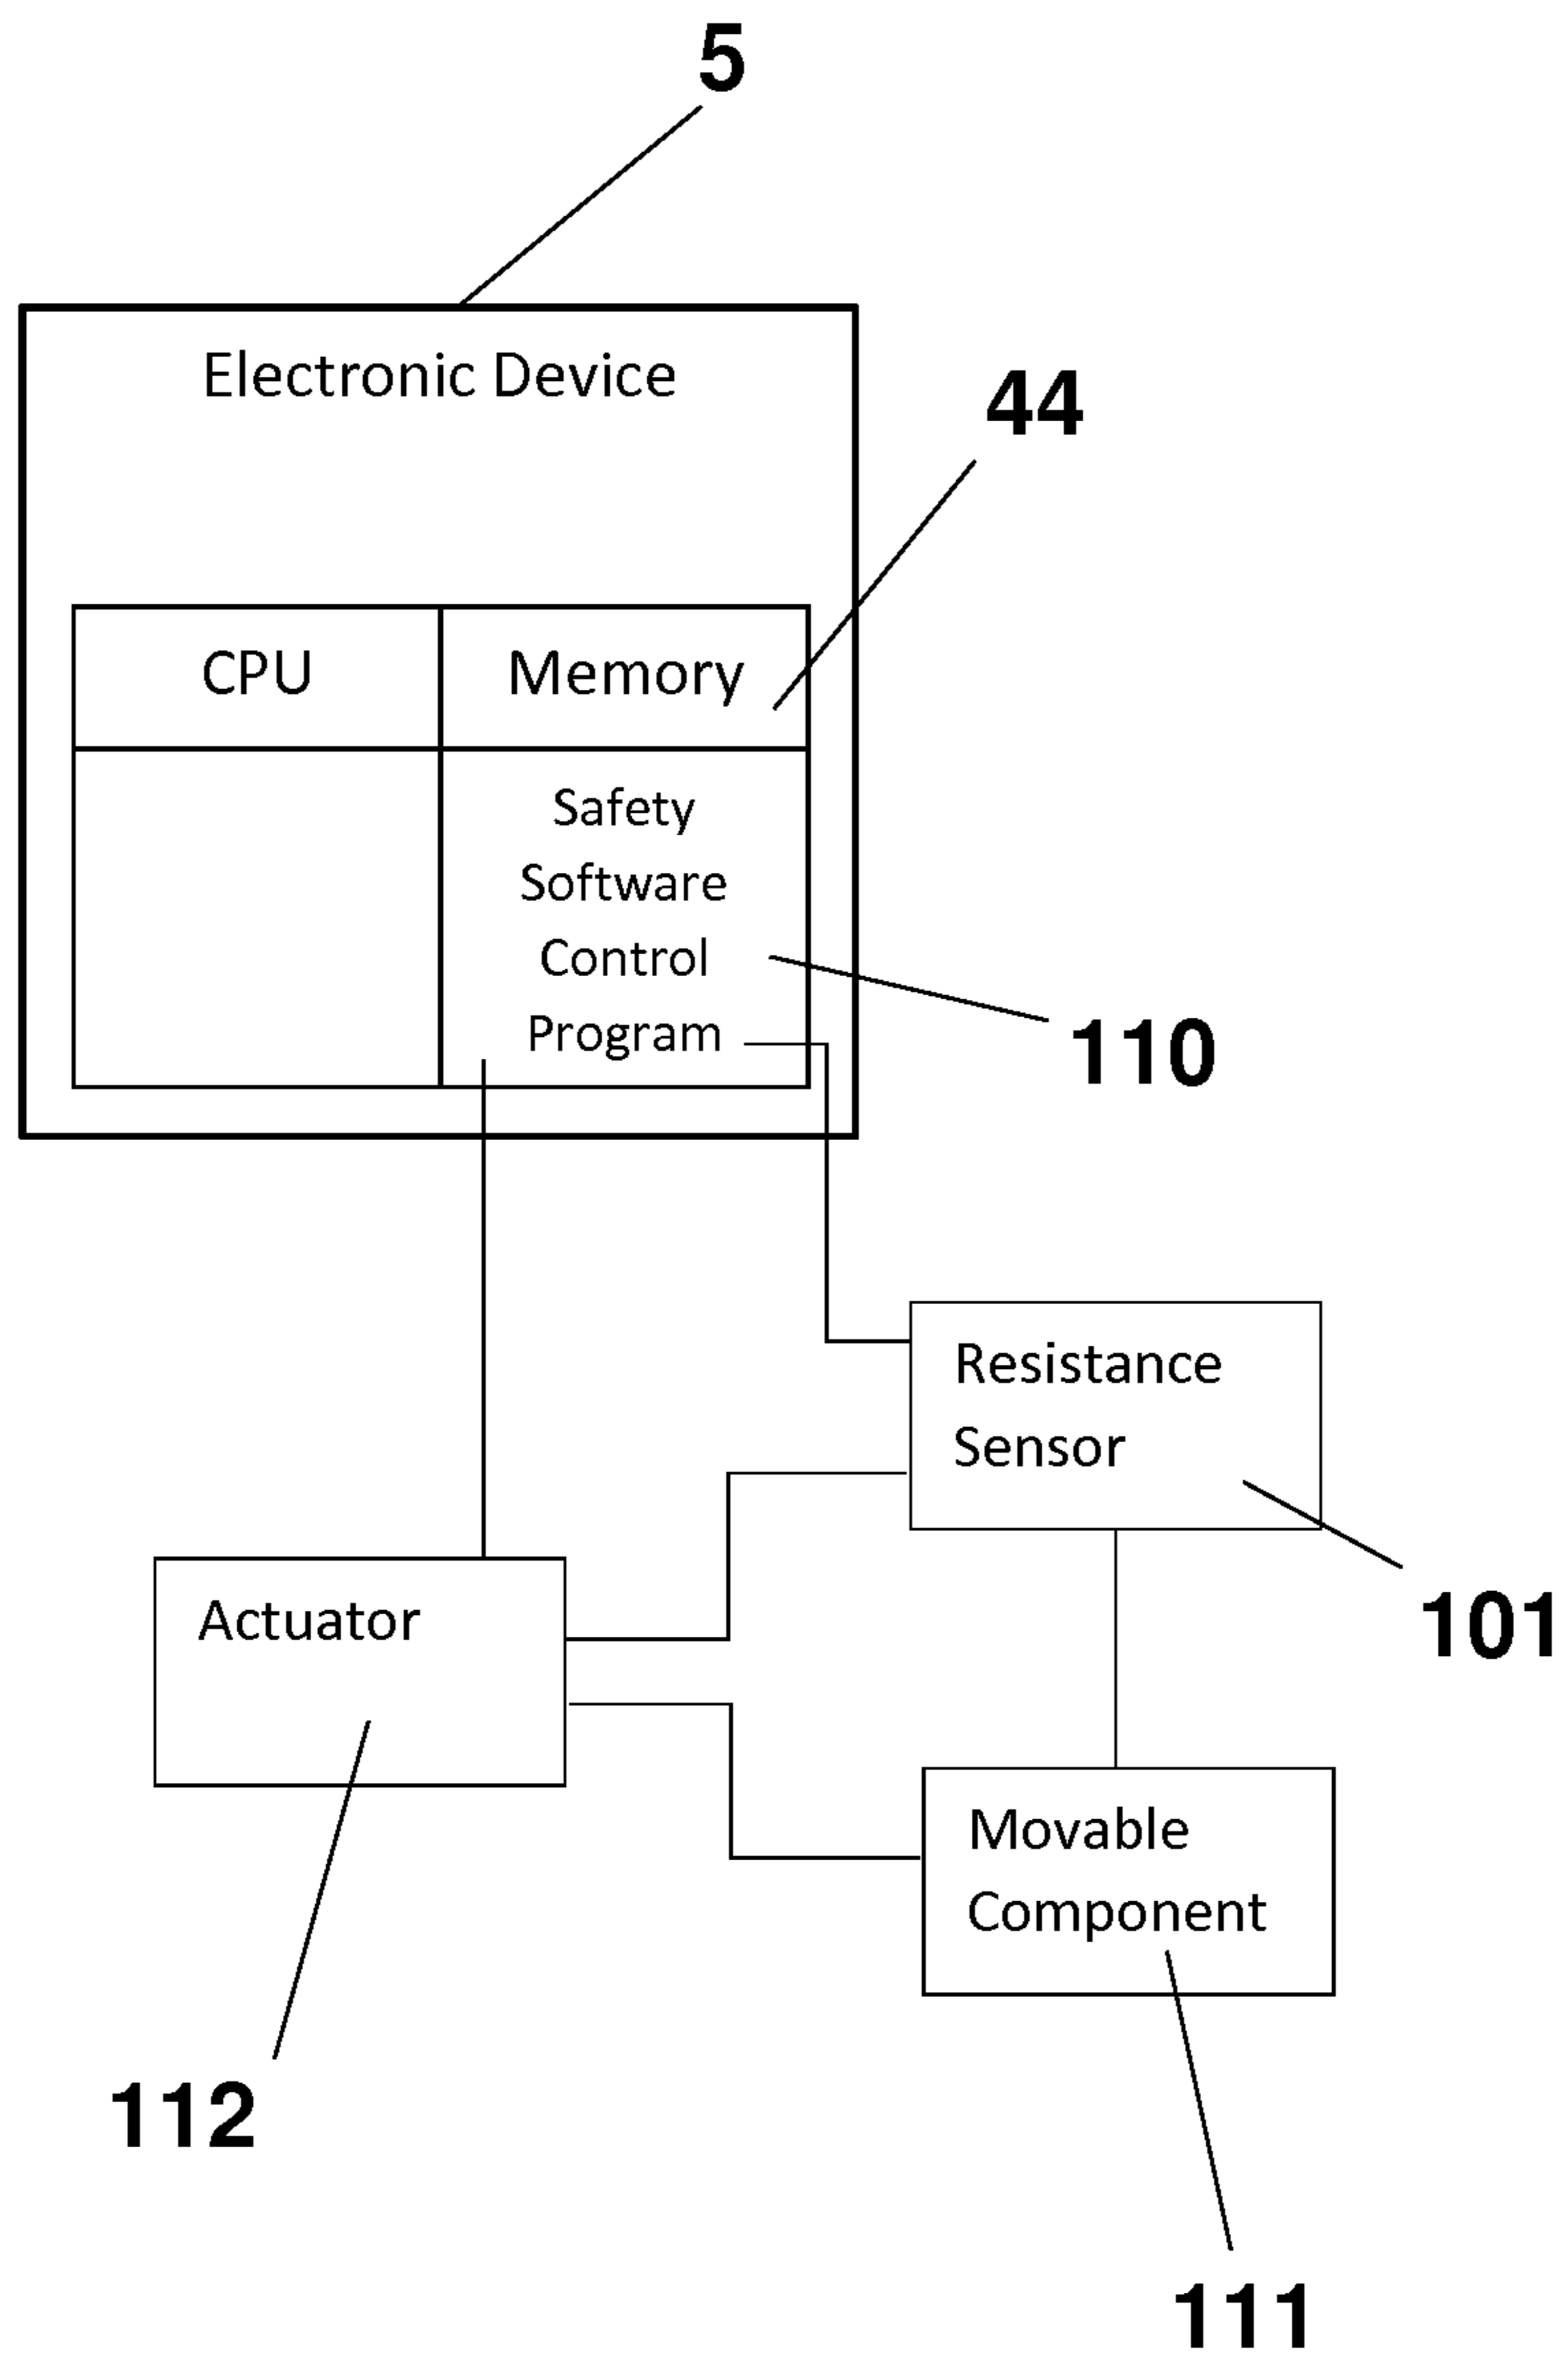 5
Electronic Device
44
CPU
Memory
Safety
Software
Control
Program
110
Resistance
Sensor
101
Actuator
Movable
Component
112
111